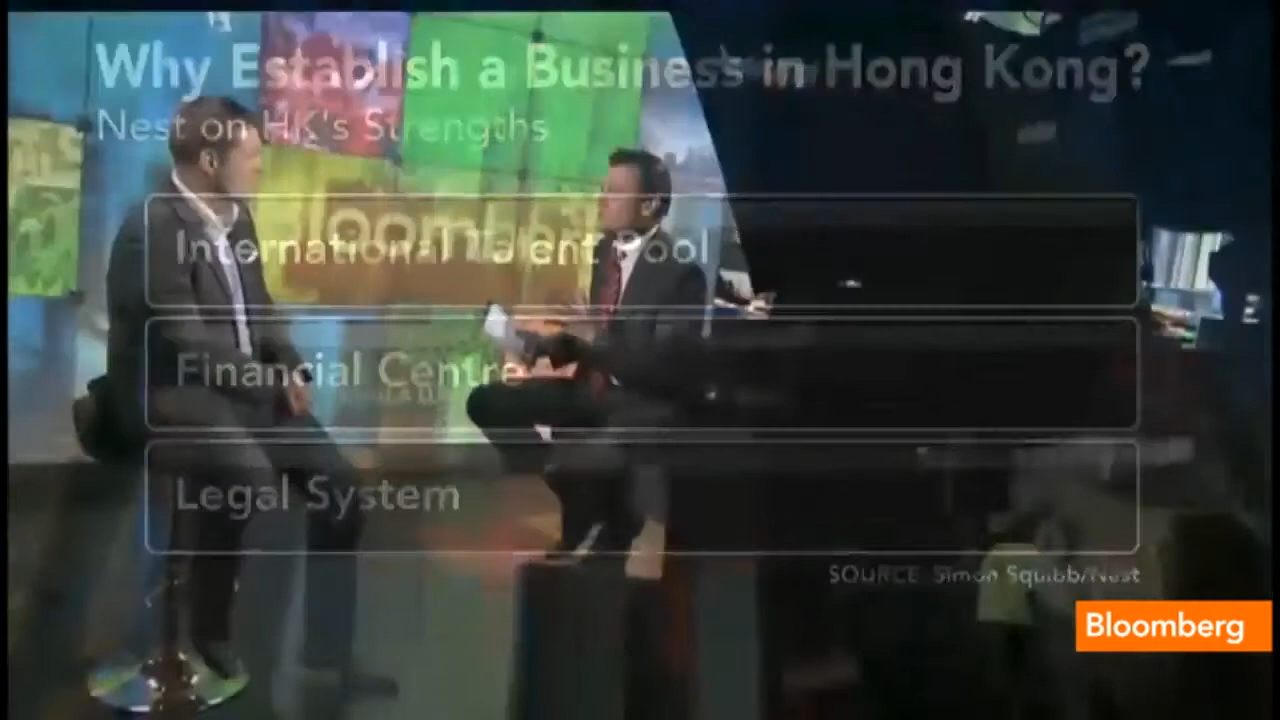 Why Establish a Business in Hong Kong?
Nest on HK's Strengths
International Talent Pool
Financial Centre
Legal System
SOURCE: Simon Squibb/Nest
Bloomberg